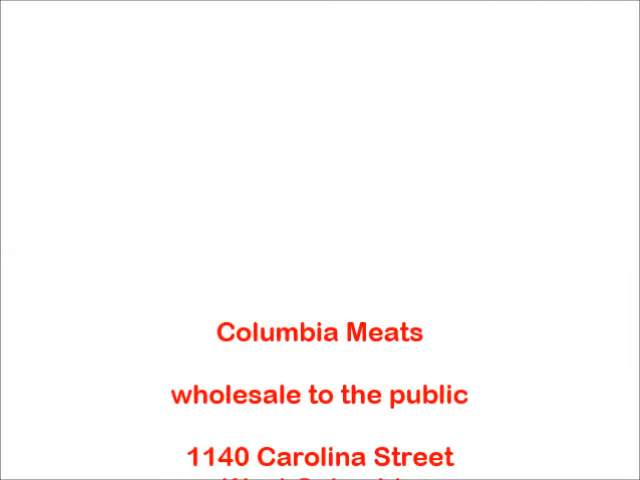 Columbia Meats
wholesale to the public
1140 Carolina Street